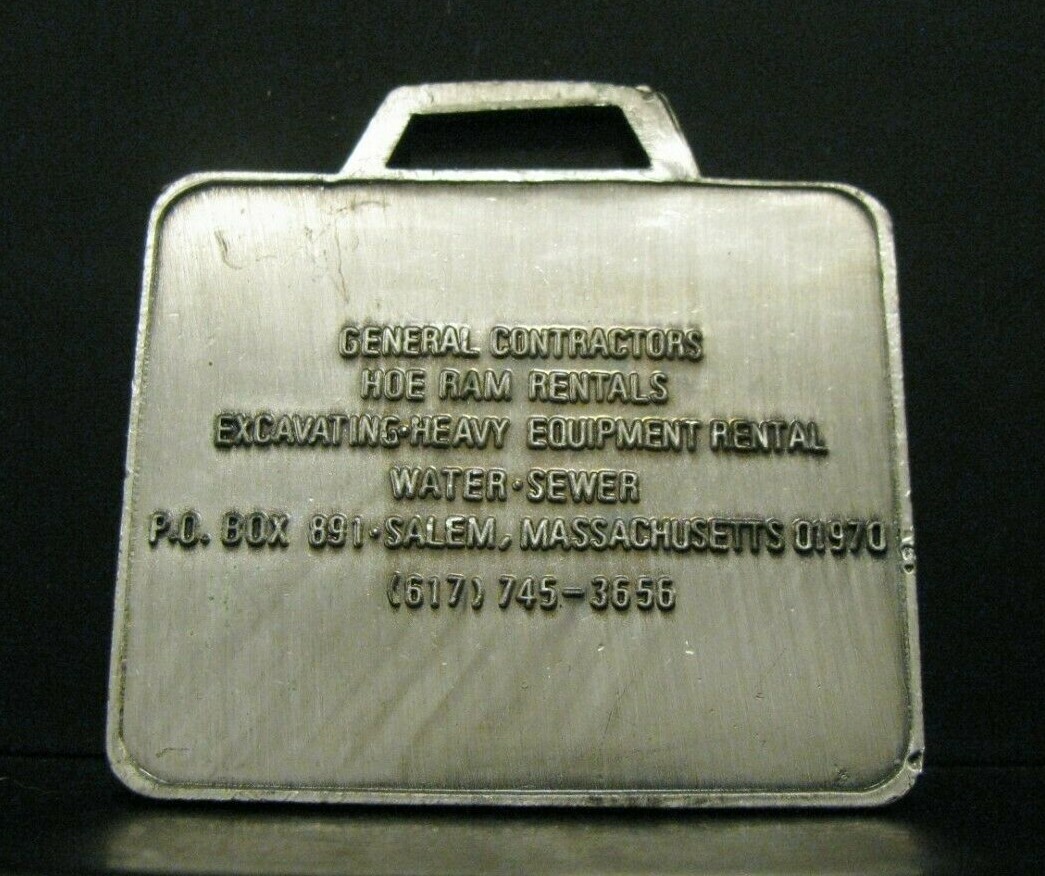 GENERAL CONTRACTORS
HOE RAM RENTALS
EXCAVATING·HEAVY EQUIPMENT RENTAL
WATER·SEWER
P.O. BOX 891·SALEM, MASSACHUSETTS 01970
(617) 745-3656